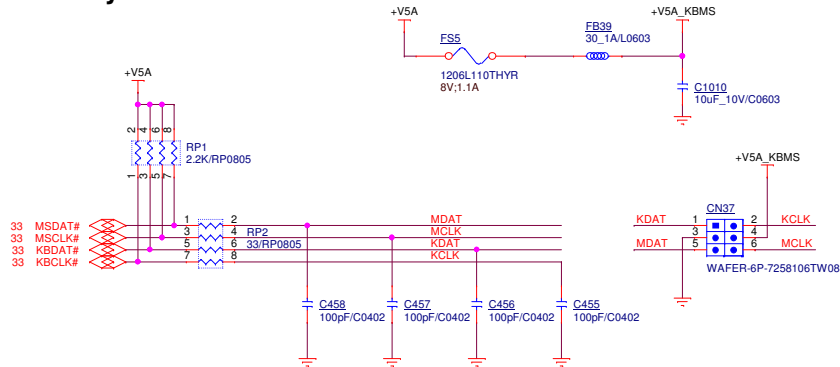 +V5A
+V5A_KBMS
FS5
FB39
30_1A/L0603
1206L110THYR
8V;1.1A
C1010
10uF_10V/C0603
+V5A
2 4 6 8
RP1
2.2K/RP0805
1 3 5 7
+V5A_KBMS
CN37
33 MSDAT# 1 2 MDAT
33 MSCLK# 3 4 MCLK
33 KBDAT# 5 6 KDAT
33 KBCLK# 7 8 KCLK
RP2
33/RP0805
KDAT 1 2 KCLK
3 4
MDAT 5 6 MCLK
WAFER-6P-7258106TW08
C458
100pF/C0402
C457
100pF/C0402
C456
100pF/C0402
C455
100pF/C0402